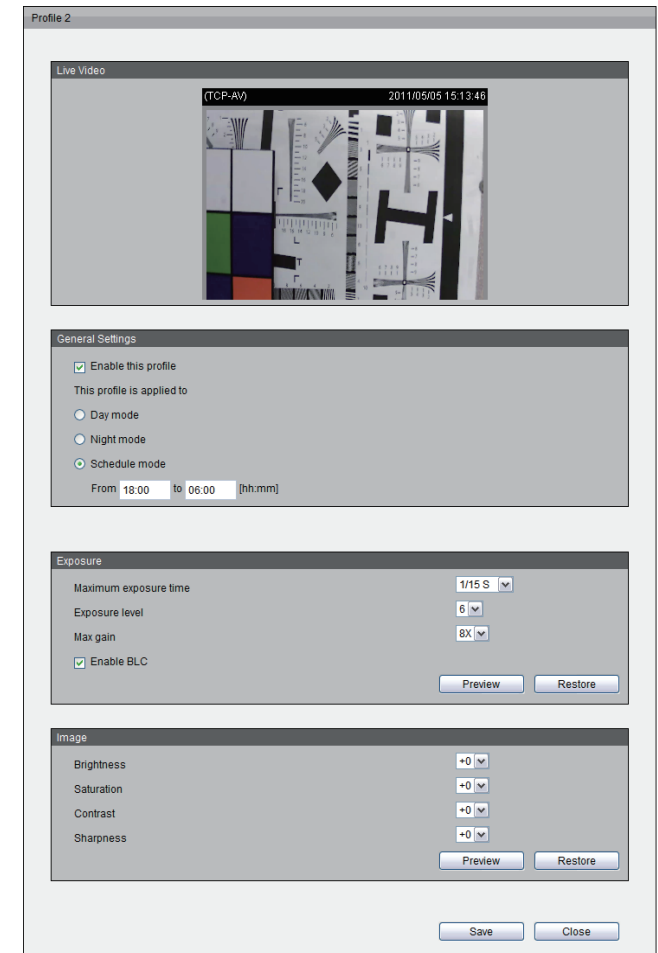 Profile 2
Live Video
(TCP-AV) 2011/05/05 15:13:46
General Settings
Enable this profile
This profile is applied to
Day mode
Night mode
Schedule mode
From 18:00 to 06:00 [hh:mm]
Exposure
Maximum exposure time 1/15 S
Exposure level 6
Max gain 8X
Enable BLC
Preview Restore
Image
Brightness +0
Saturation +0
Contrast +0
Sharpness +0
Preview Restore
Save Close